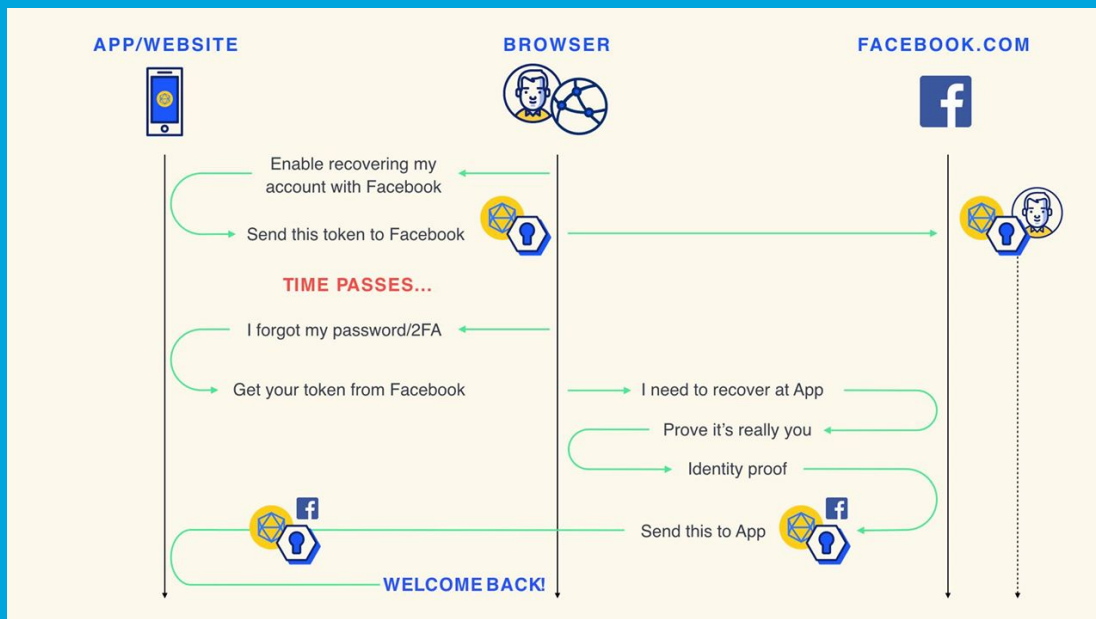 APP/WEBSITE
BROWSER
FACEBOOK.COM
Enable recovering my
account with Facebook
Send this token to Facebook
TIME PASSES...
I forgot my password/2FA
Get your token from Facebook
I need to recover at App
Prove it's really you
Identity proof
Send this to App
WELCOME BACK!